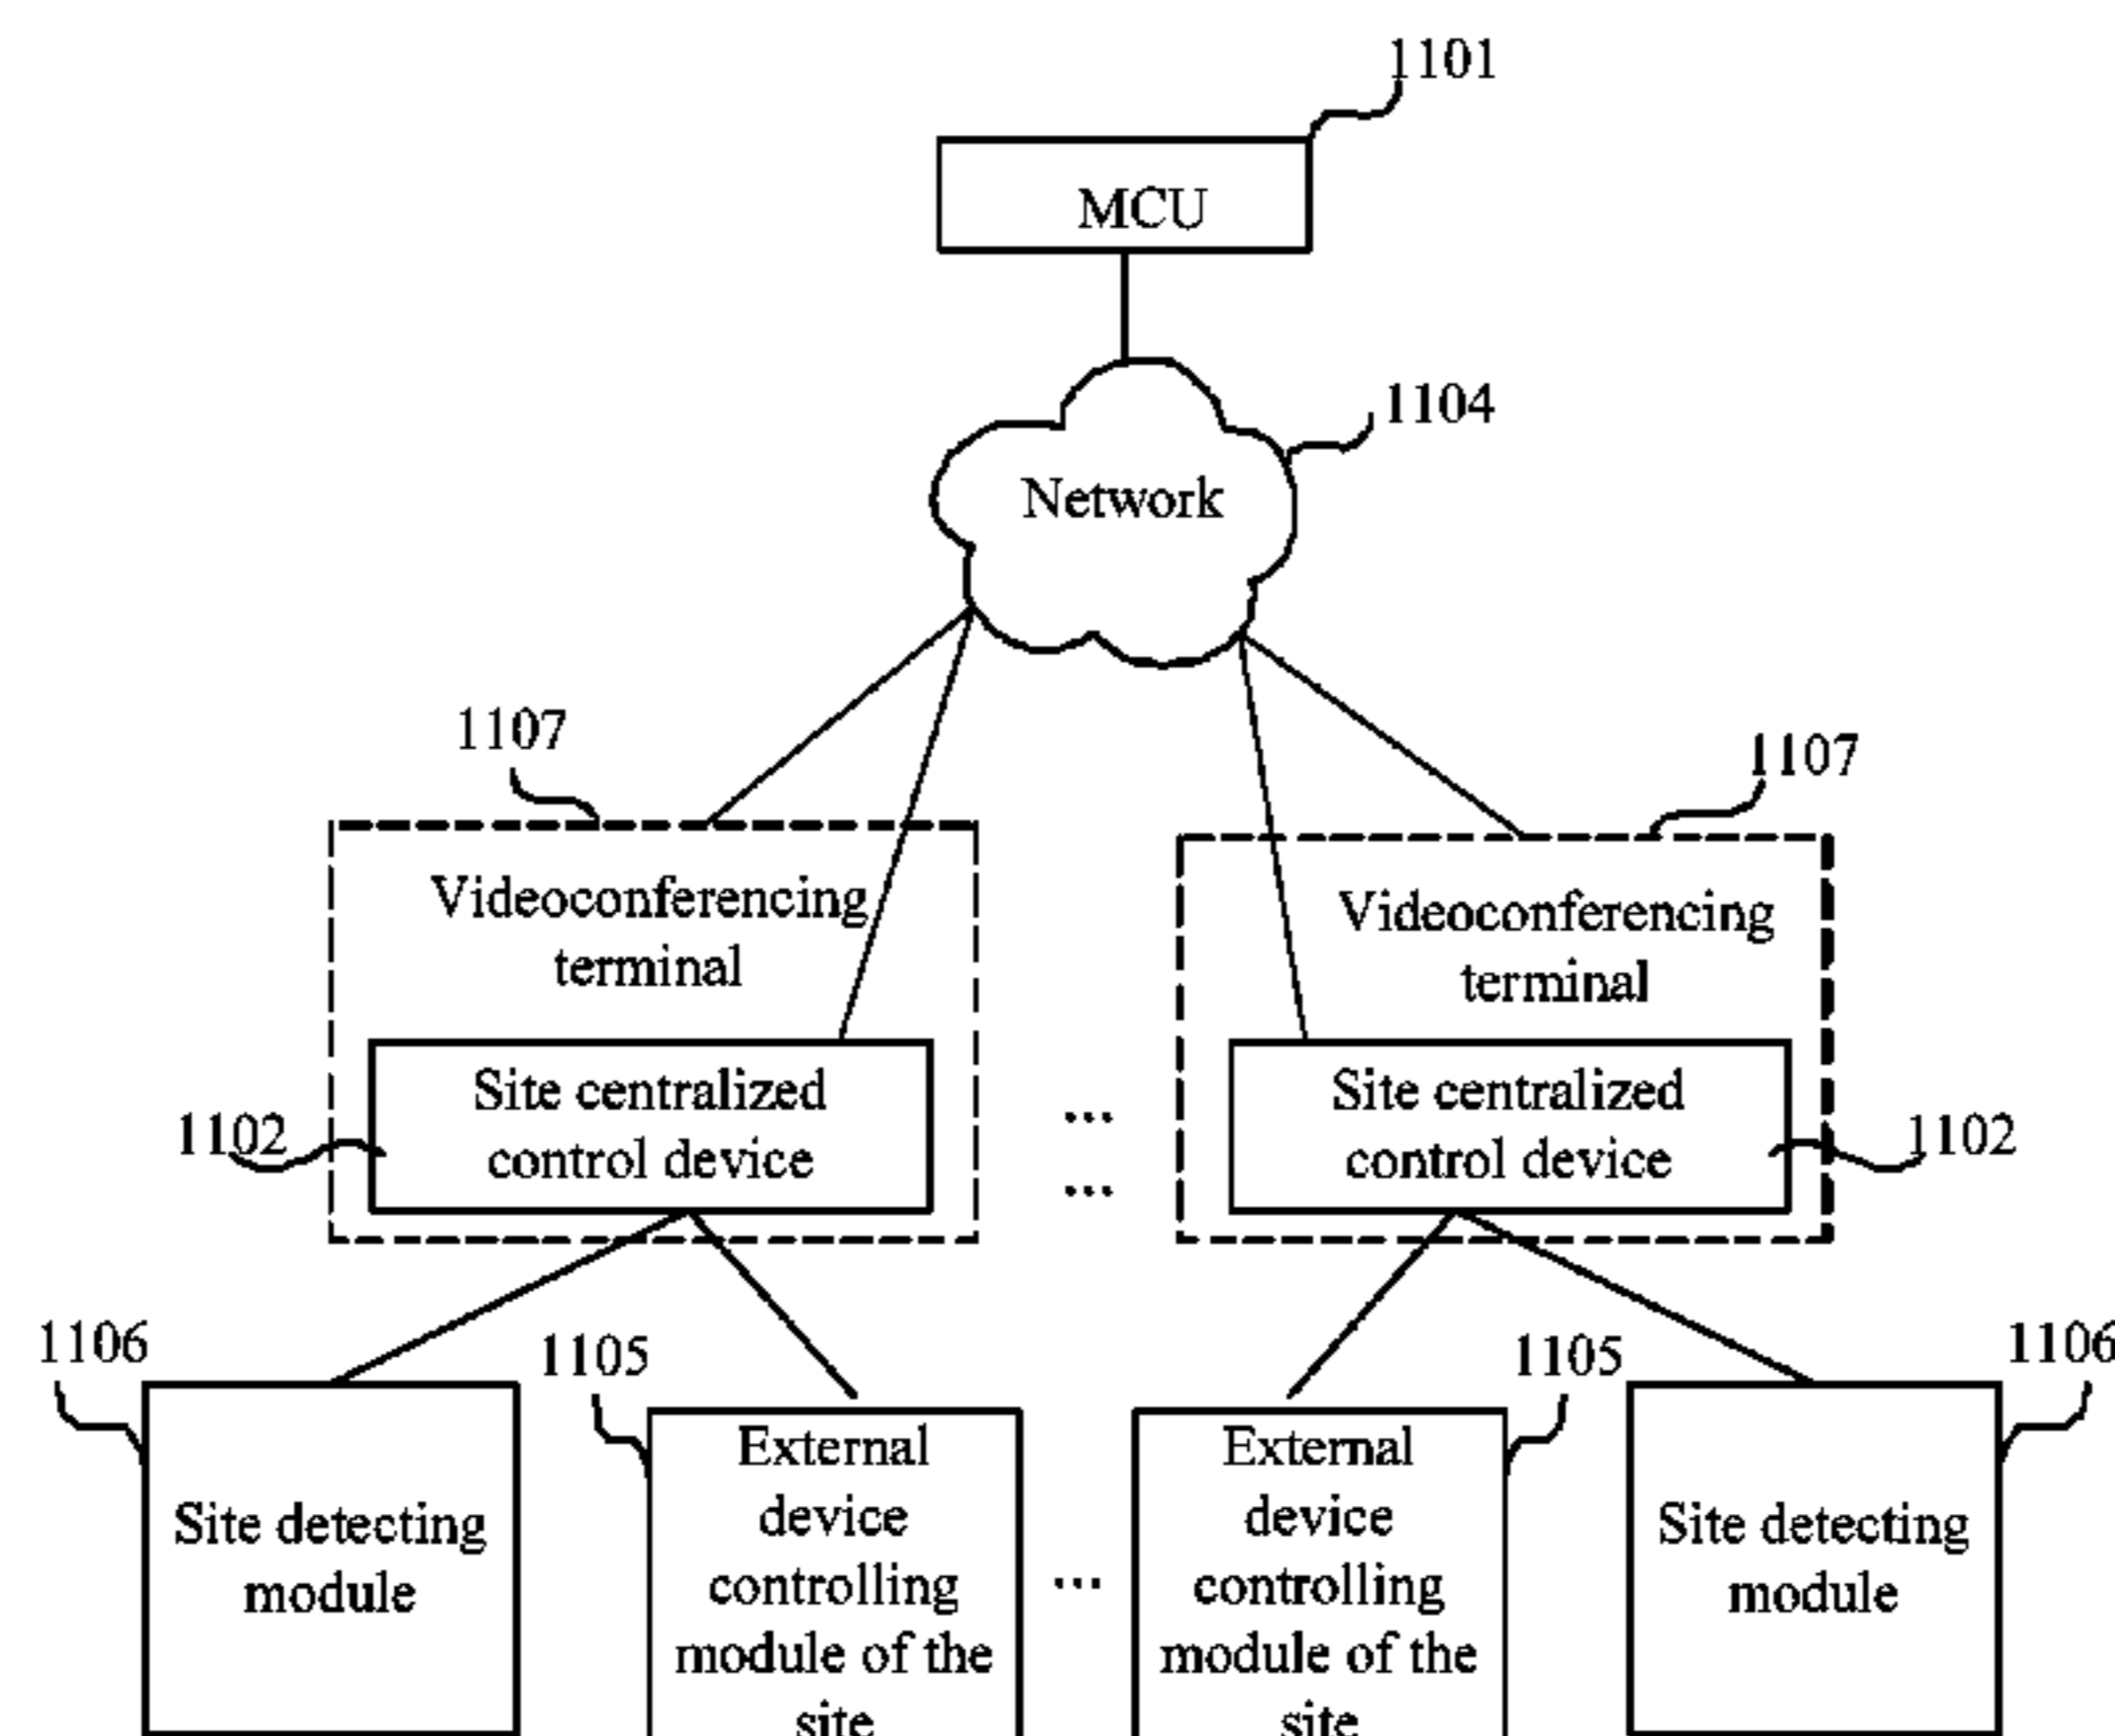 1101
MCU
1104
Network
1107
1107
Videoconferencing
terminal
Videoconferencing
terminal
Site centralized
control device
1102
...
...
Site centralized
control device
1102
1106
1105
1105
1106
Site detecting
module
External
device
controlling
module of the
site
...
External
device
controlling
module of the
site
Site detecting
module